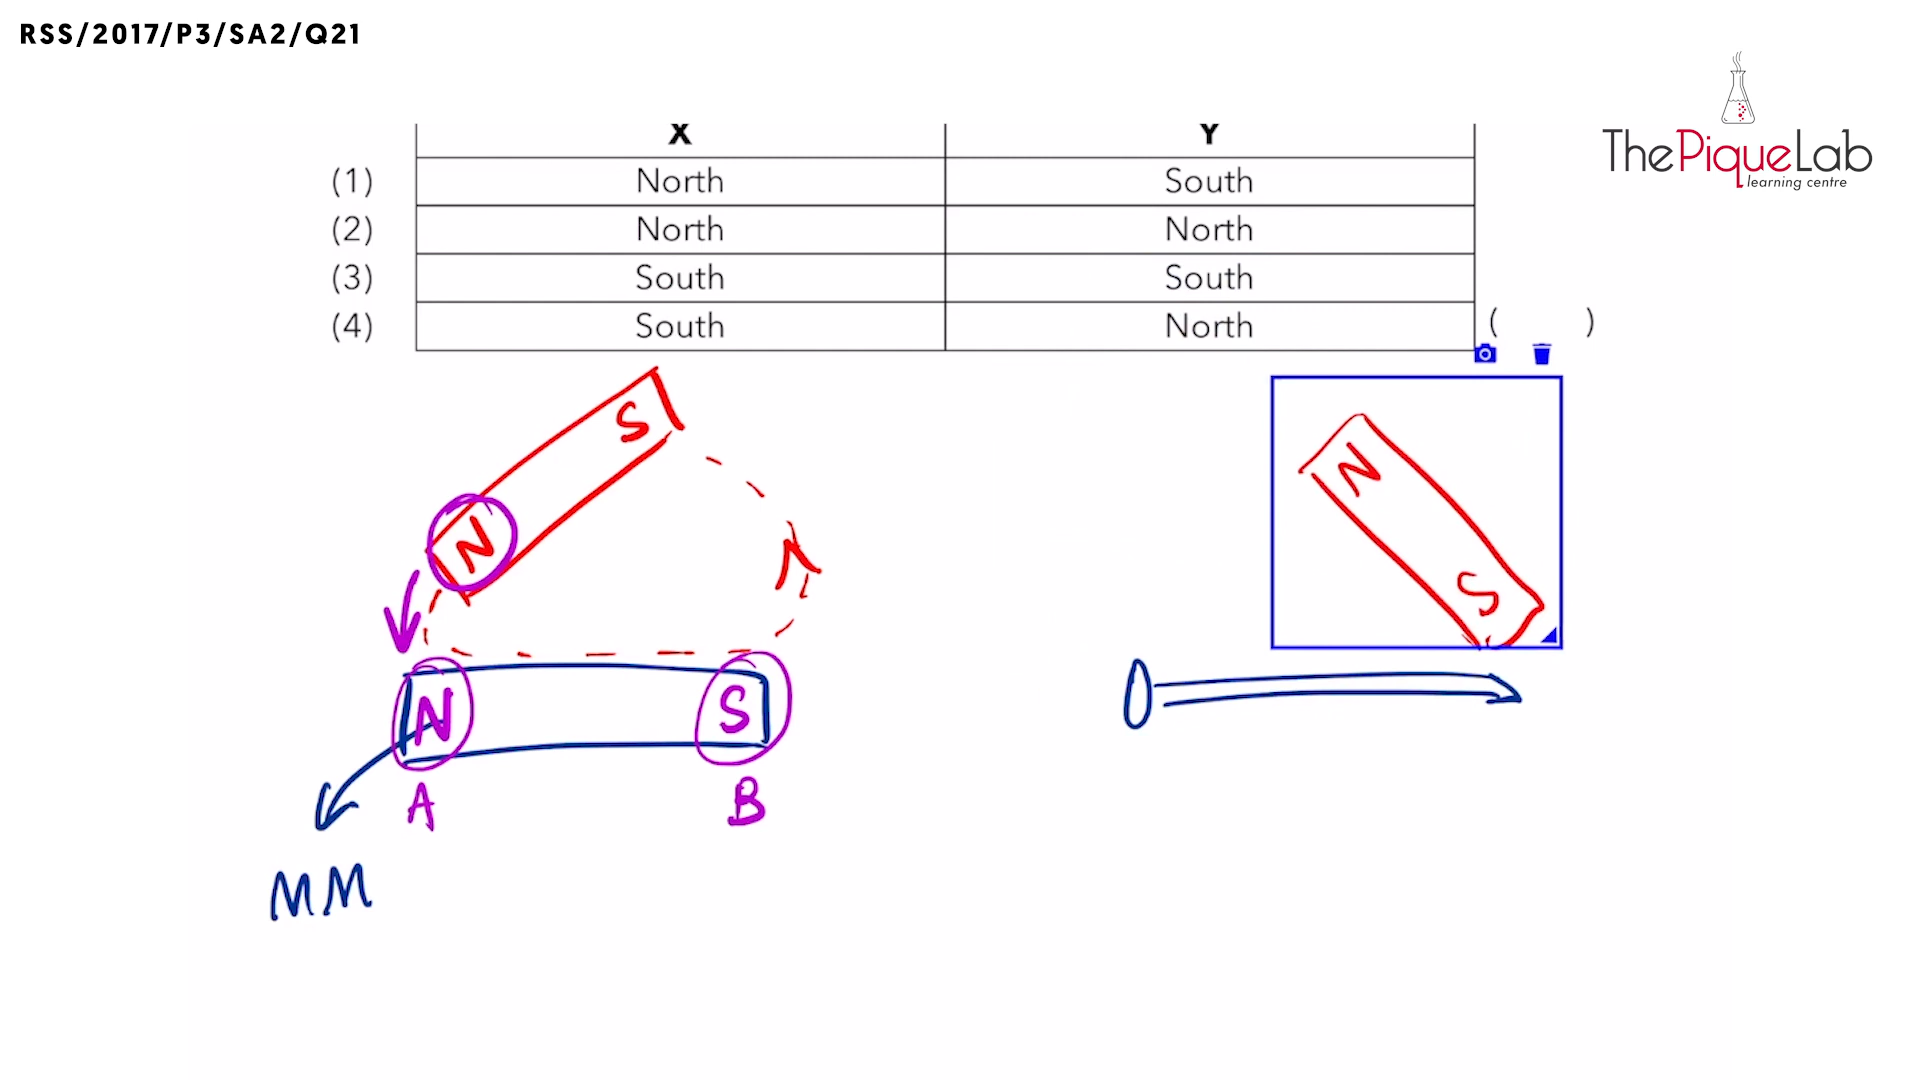 RSS/2017/P3/SA2/Q21
ThePiqueLab
learning centre
X Y
(1) North South
(2) North North
(3) South South
(4) South North ( )
S
N
N
S
N S
A B
MM